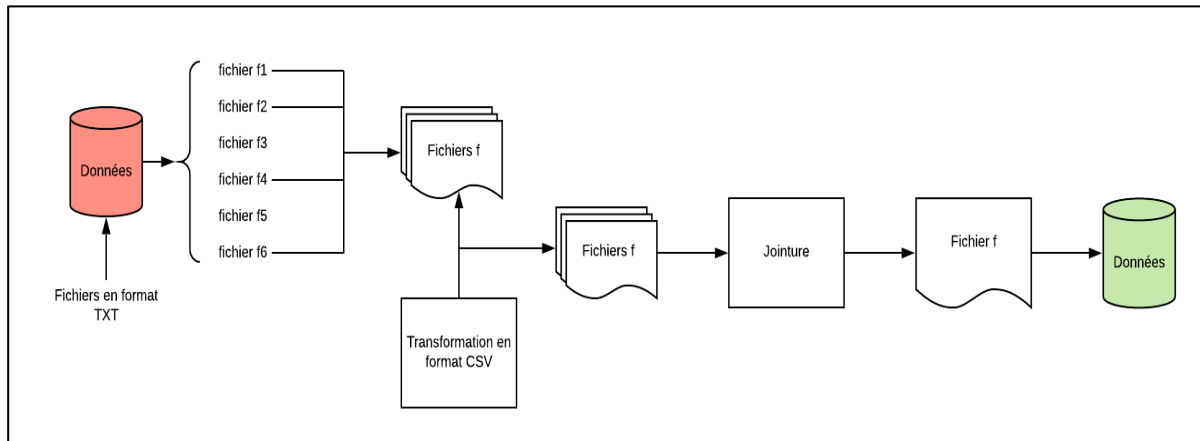 Données
Fichiers en format
TXT
fichier f1
fichier f2
fichier f3
fichier f4
fichier f5
fichier f6
Fichiers f
Transformation en
format CSV
Fichiers f
Jointure
Fichier f
Données